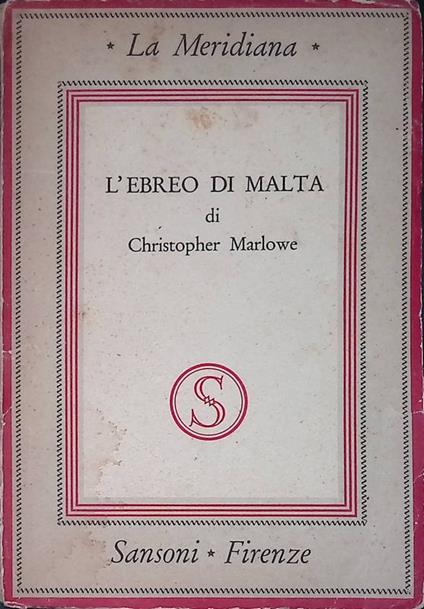 * La Meridiana *
L'EBREO DI MALTA
di
Christopher Marlowe
S
Sansoni * Firenze